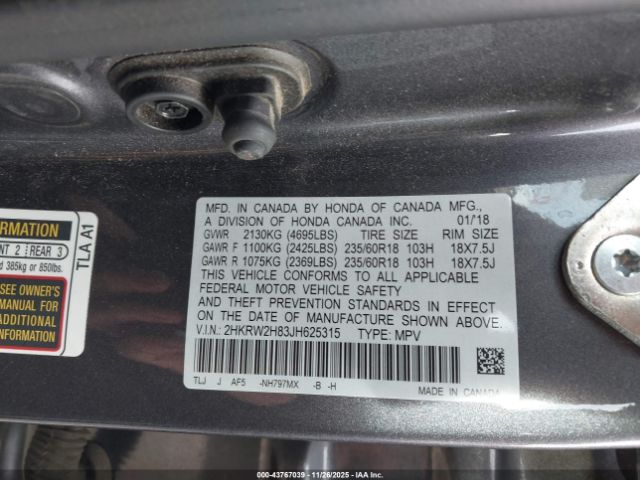 MFD. IN CANADA BY HONDA OF CANADA MFG.,
A DIVISION OF HONDA CANADA INC. 01/18
GVWR 2130KG (4695LBS) TIRE SIZE RIM SIZE
GAWR F 1100KG (2425LBS) 235/60R18 103H 18X7.5J
GAWR R 1075KG (2369LBS) 235/60R18 103H 18X7.5J
THIS VEHICLE CONFORMS TO ALL APPLICABLE
FEDERAL MOTOR VEHICLE SAFETY
AND THEFT PREVENTION STANDARDS IN EFFECT
ON THE DATE OF MANUFACTURE SHOWN ABOVE.
V.I.N.: 2HKRW2H83JH625315 TYPE: MPV
TLJ J AF5 -NH797MX -B -H
MADE IN CANADA
RMATION
NT 2 REAR 3
d 385kg or 850lbs.
SEE OWNER'S
MANUAL FOR
ADDITIONAL
INFORMATION
TLA A1
000-43767039 - 11/26/2025 - IAA Inc.